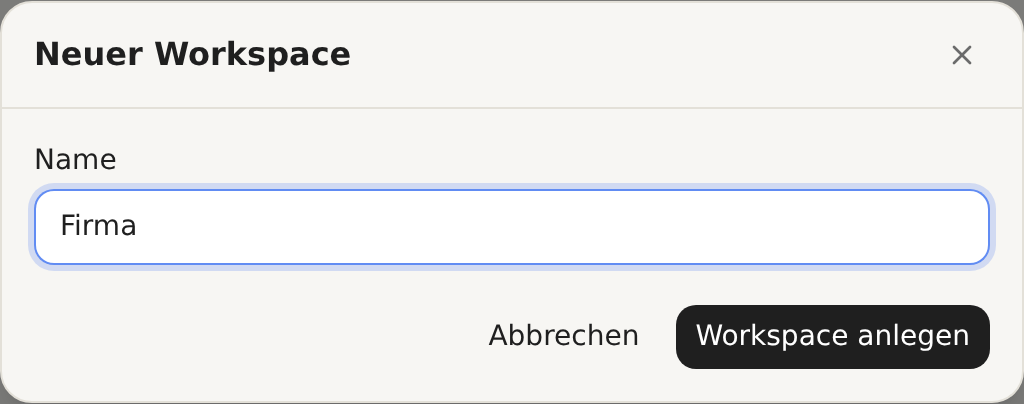 Neuer Workspace
Name
Firma
Abbrechen
Workspace anlegen